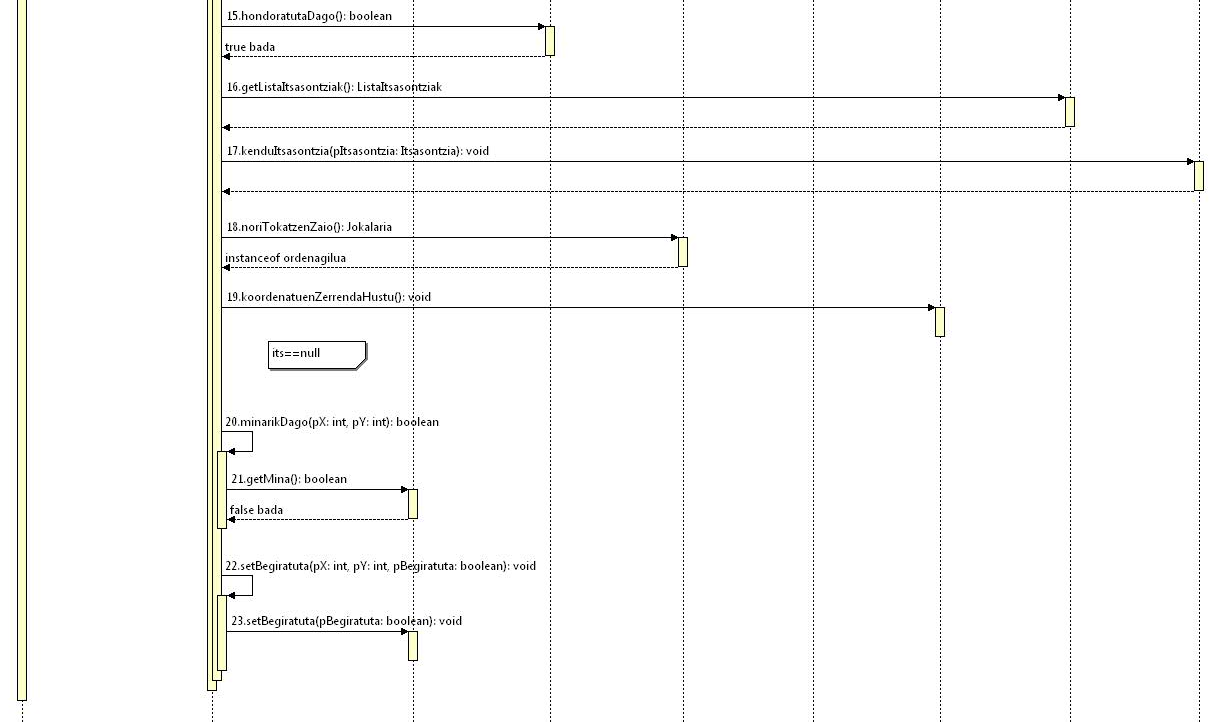 15.hondoratutaDago(): boolean
true bada
16.getListaItsasontziak(): ListaItsasontziak
17.kenduItsasontzia(pItsasontzia: Itsasontzia): void
18.noriTokatzenZaio(): Jokalaria
instanceof ordenagilua
19.koordenatuenZerrendaHustu(): void
its==null
20.minarikDago(pX: int, pY: int): boolean
21.getMina(): boolean
false bada
22.setBegiratuta(pX: int, pY: int, pBegiratuta: boolean): void
23.setBegiratuta(pBegiratuta: boolean): void